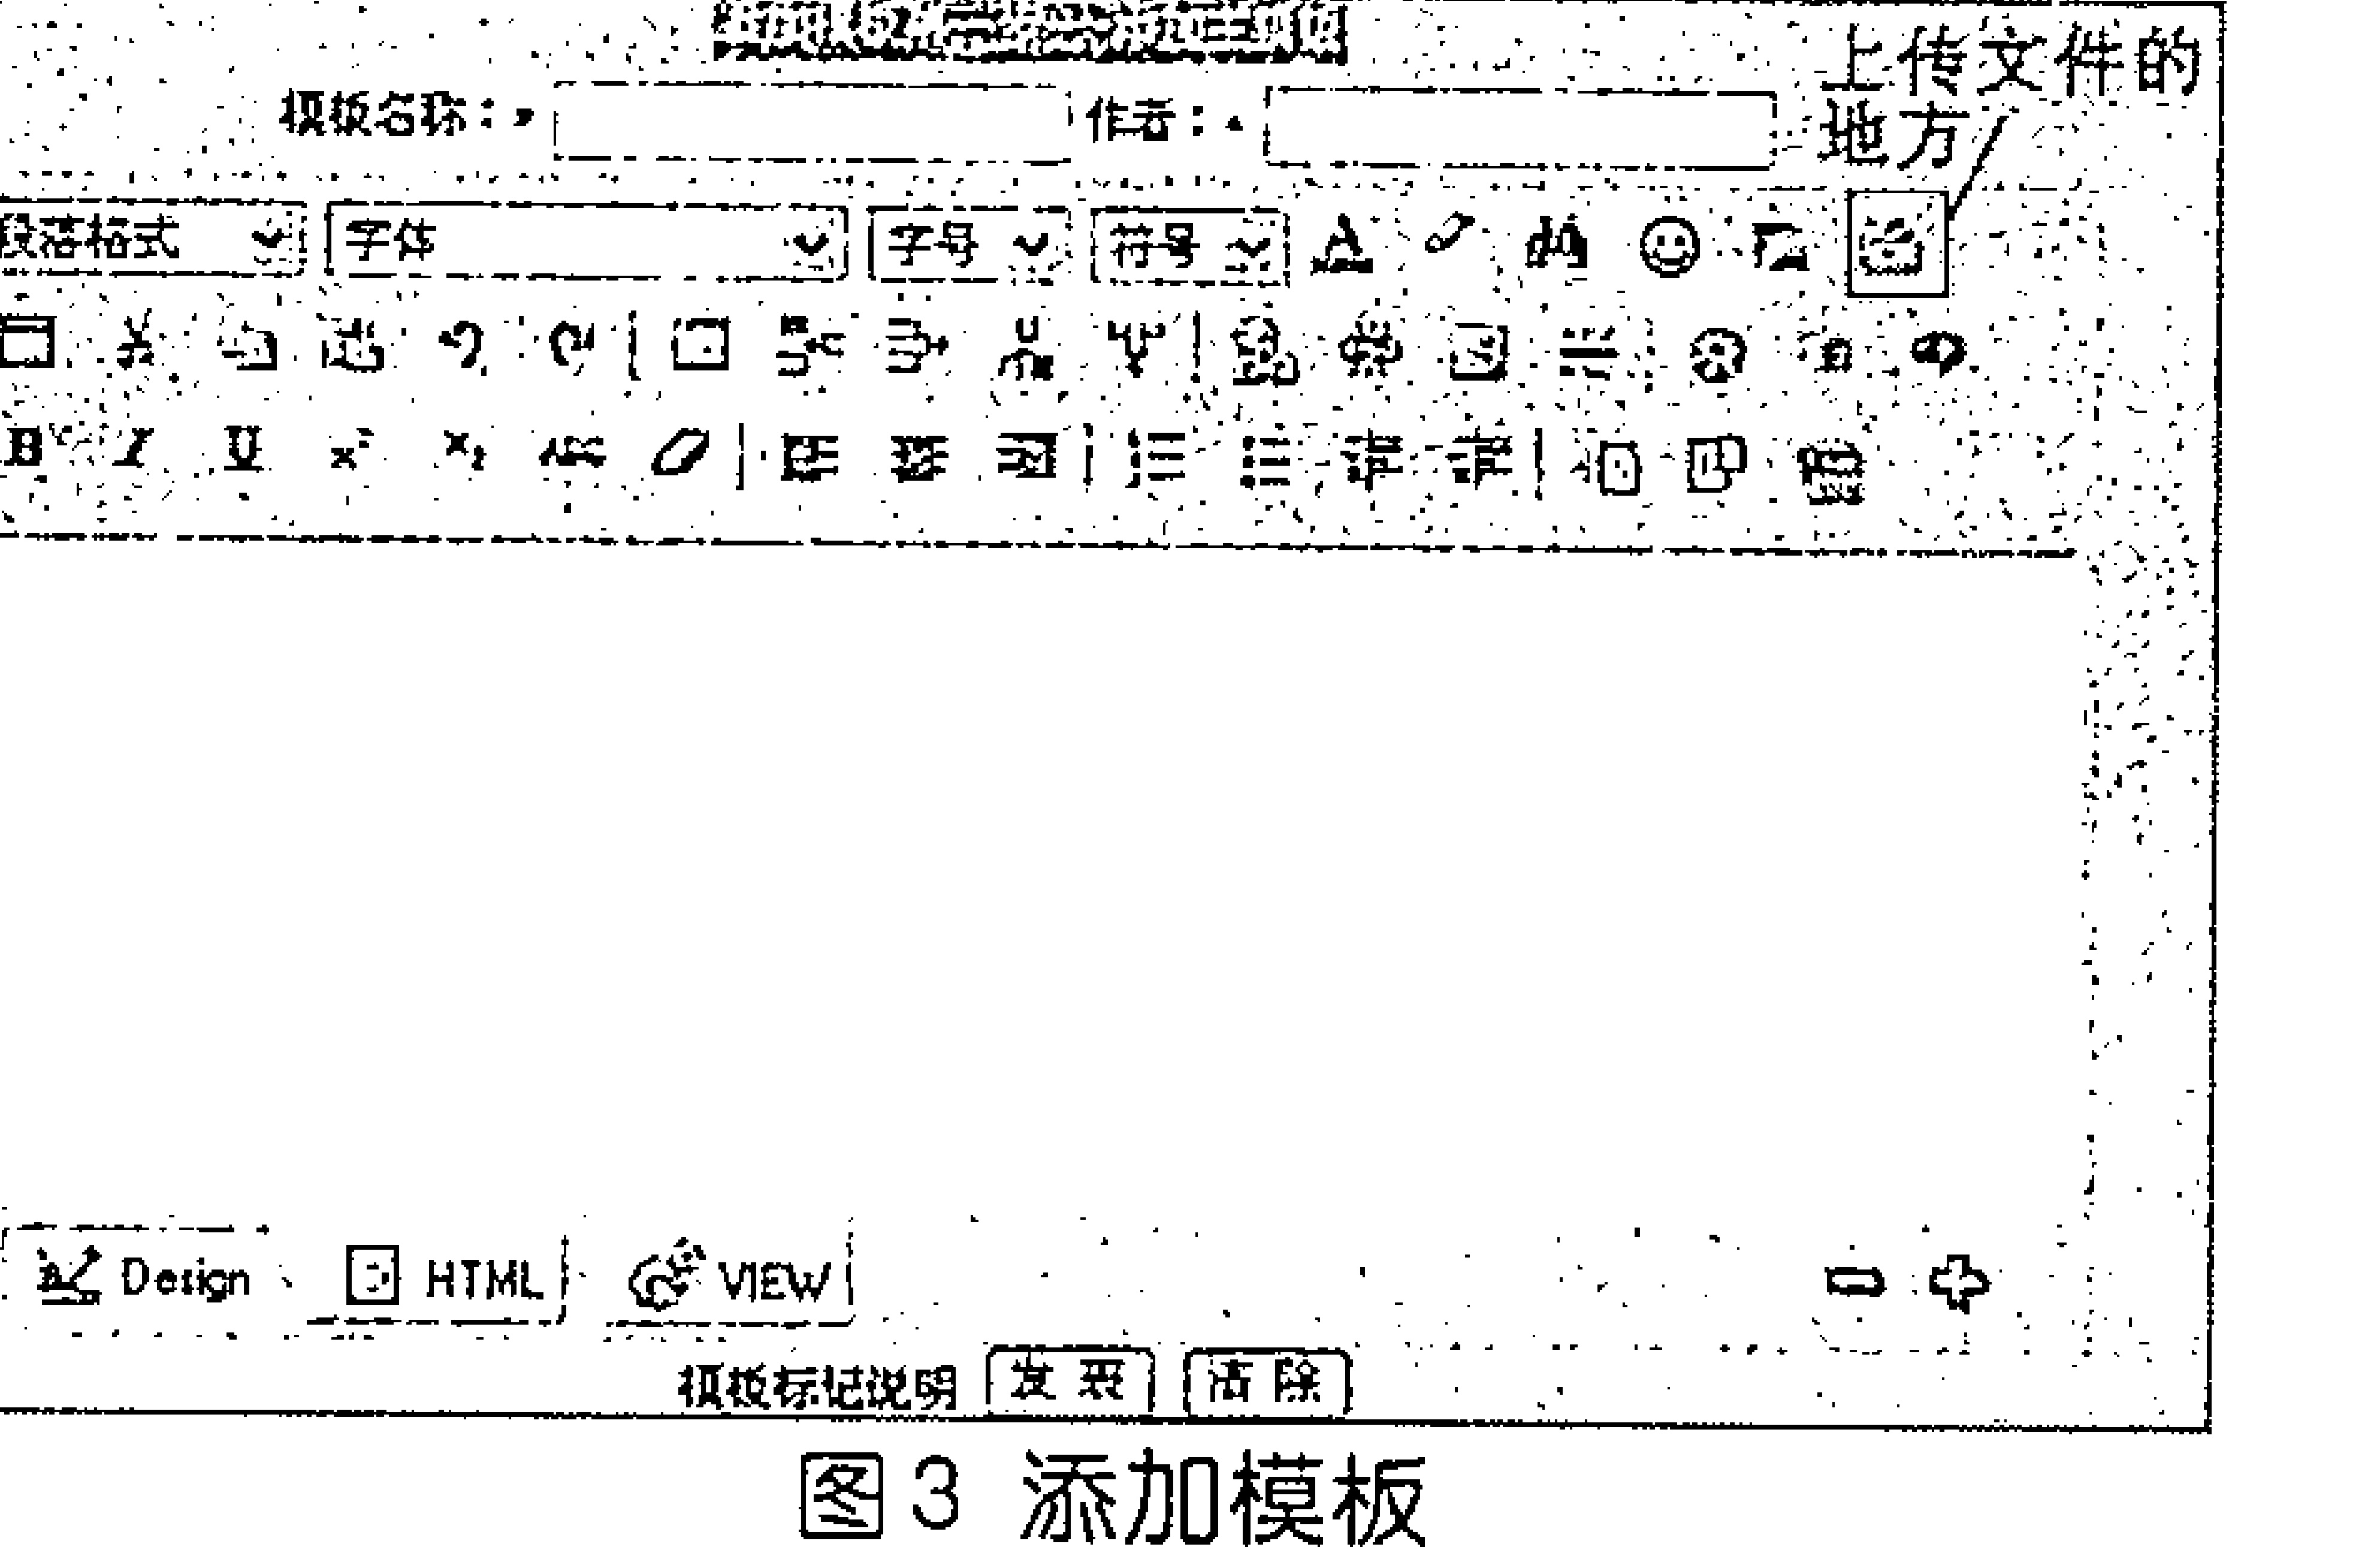 上传文件的
地方
模板名称： 作者：
段落格式 字体 字号 符号
B I U x² x₂
Design HTML VIEW
模板标记说明 发表 清除
图3 添加模板